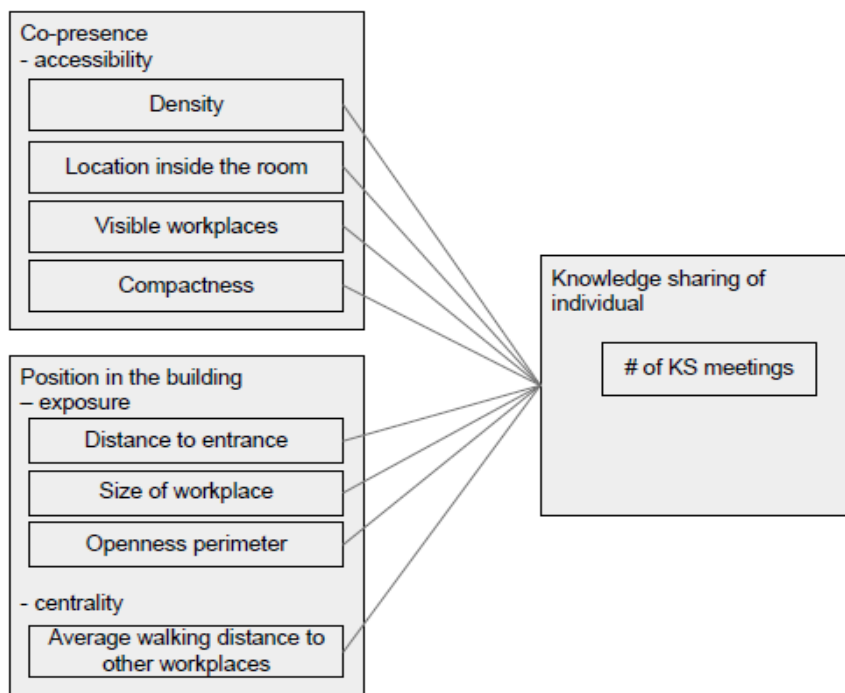 Co-presence
- accessibility
Density
Location inside the room
Visible workplaces
Compactness
Position in the building
– exposure
Distance to entrance
Size of workplace
Openness perimeter
- centrality
Average walking distance to
other workplaces
Knowledge sharing of
individual
# of KS meetings